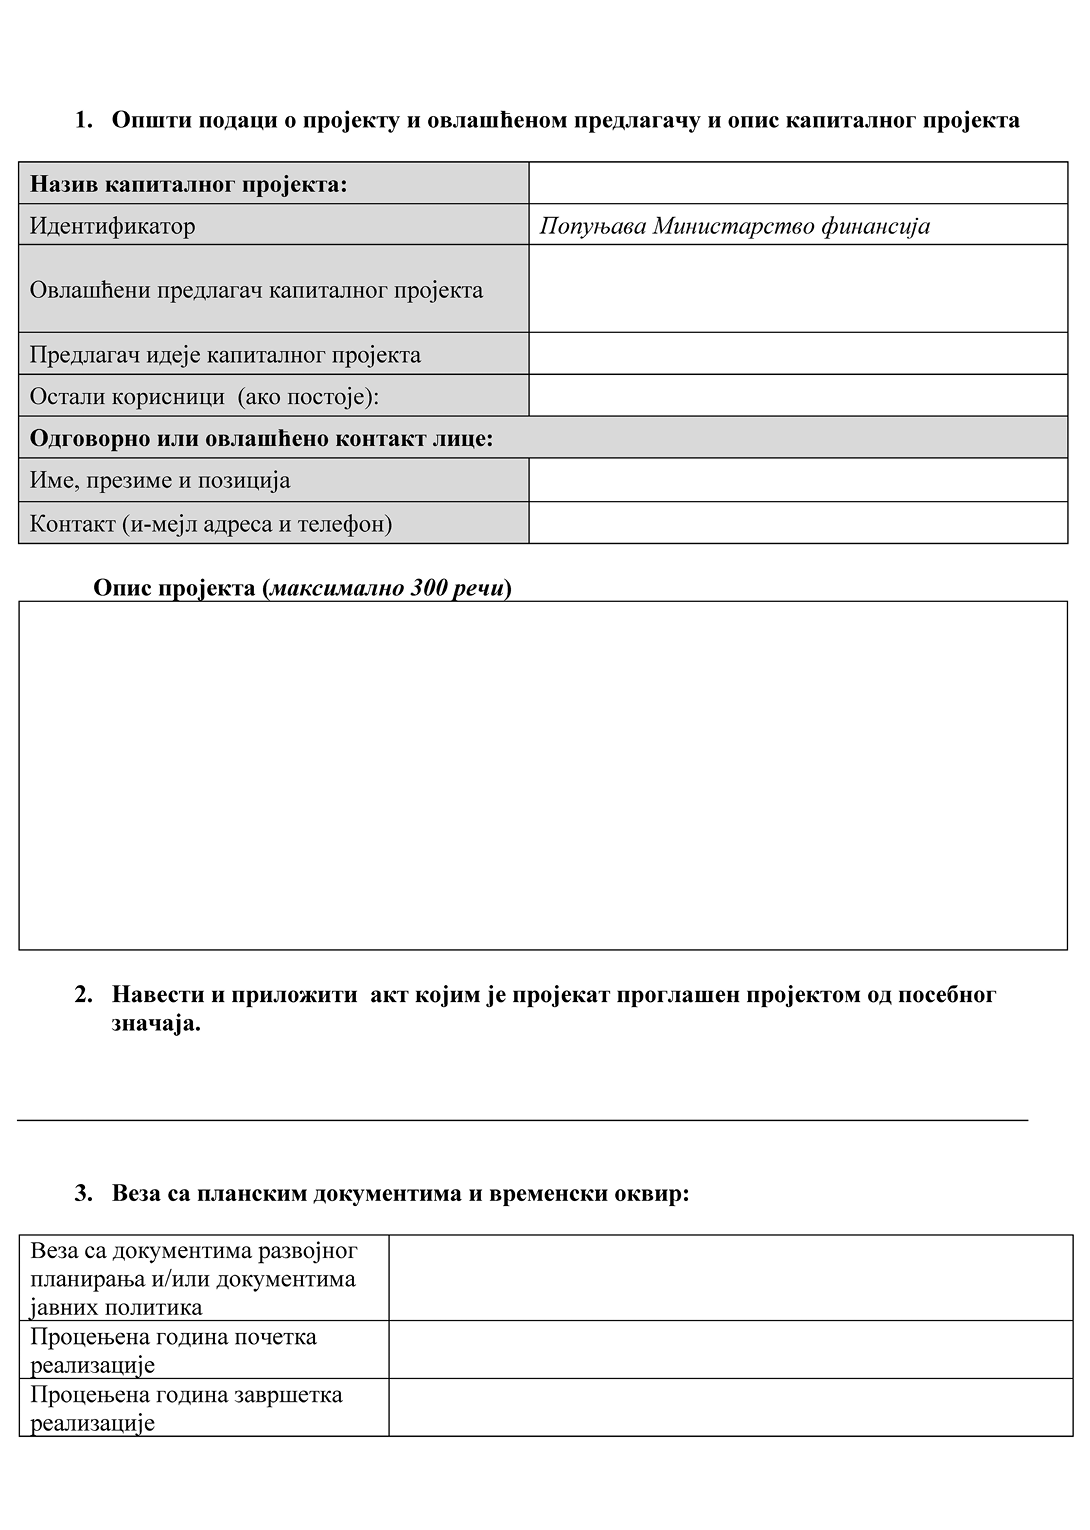 1. Општи подаци о пројекту и овлашћеном предлагачу и опис капиталног пројекта
Назив капиталног пројекта:
Идентификатор
Попуњава Министарство финансија
Овлашћени предлагач капиталног пројекта
Предлагач идеје капиталног пројекта
Остали корисници (ако постоје):
Одговорно или овлашћено контакт лице:
Име, презиме и позиција
Контакт (и-мејл адреса и телефон)
Опис пројекта (максимално 300 речи)
2. Навести и приложити акт којим је пројекат проглашен пројектом од посебног
значаја.
3. Веза са планским документима и временски оквир:
Веза са документима развојног
планирања и/или документима
јавних политика
Процењена година почетка
реализације
Процењена година завршетка
реализације